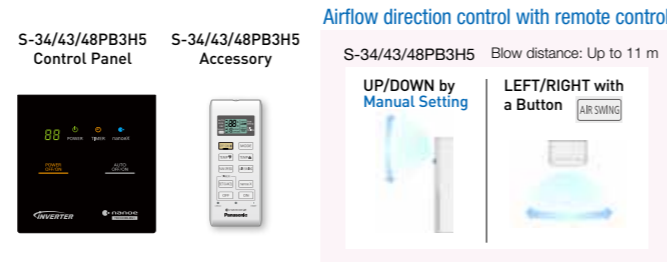 Airflow direction control with remote control
S-34/43/48PB3H5
Control Panel
S-34/43/48PB3H5
Accessory
S-34/43/48PB3H5 Blow distance: Up to 11 m
UP/DOWN by
Manual Setting
LEFT/RIGHT with
a Button AIR SWING
88 POWER TIMER nanoe X
POWER
OFF/ON
AUTO
OFF/ON
INVERTER
nanoe
MODE
Panasonic